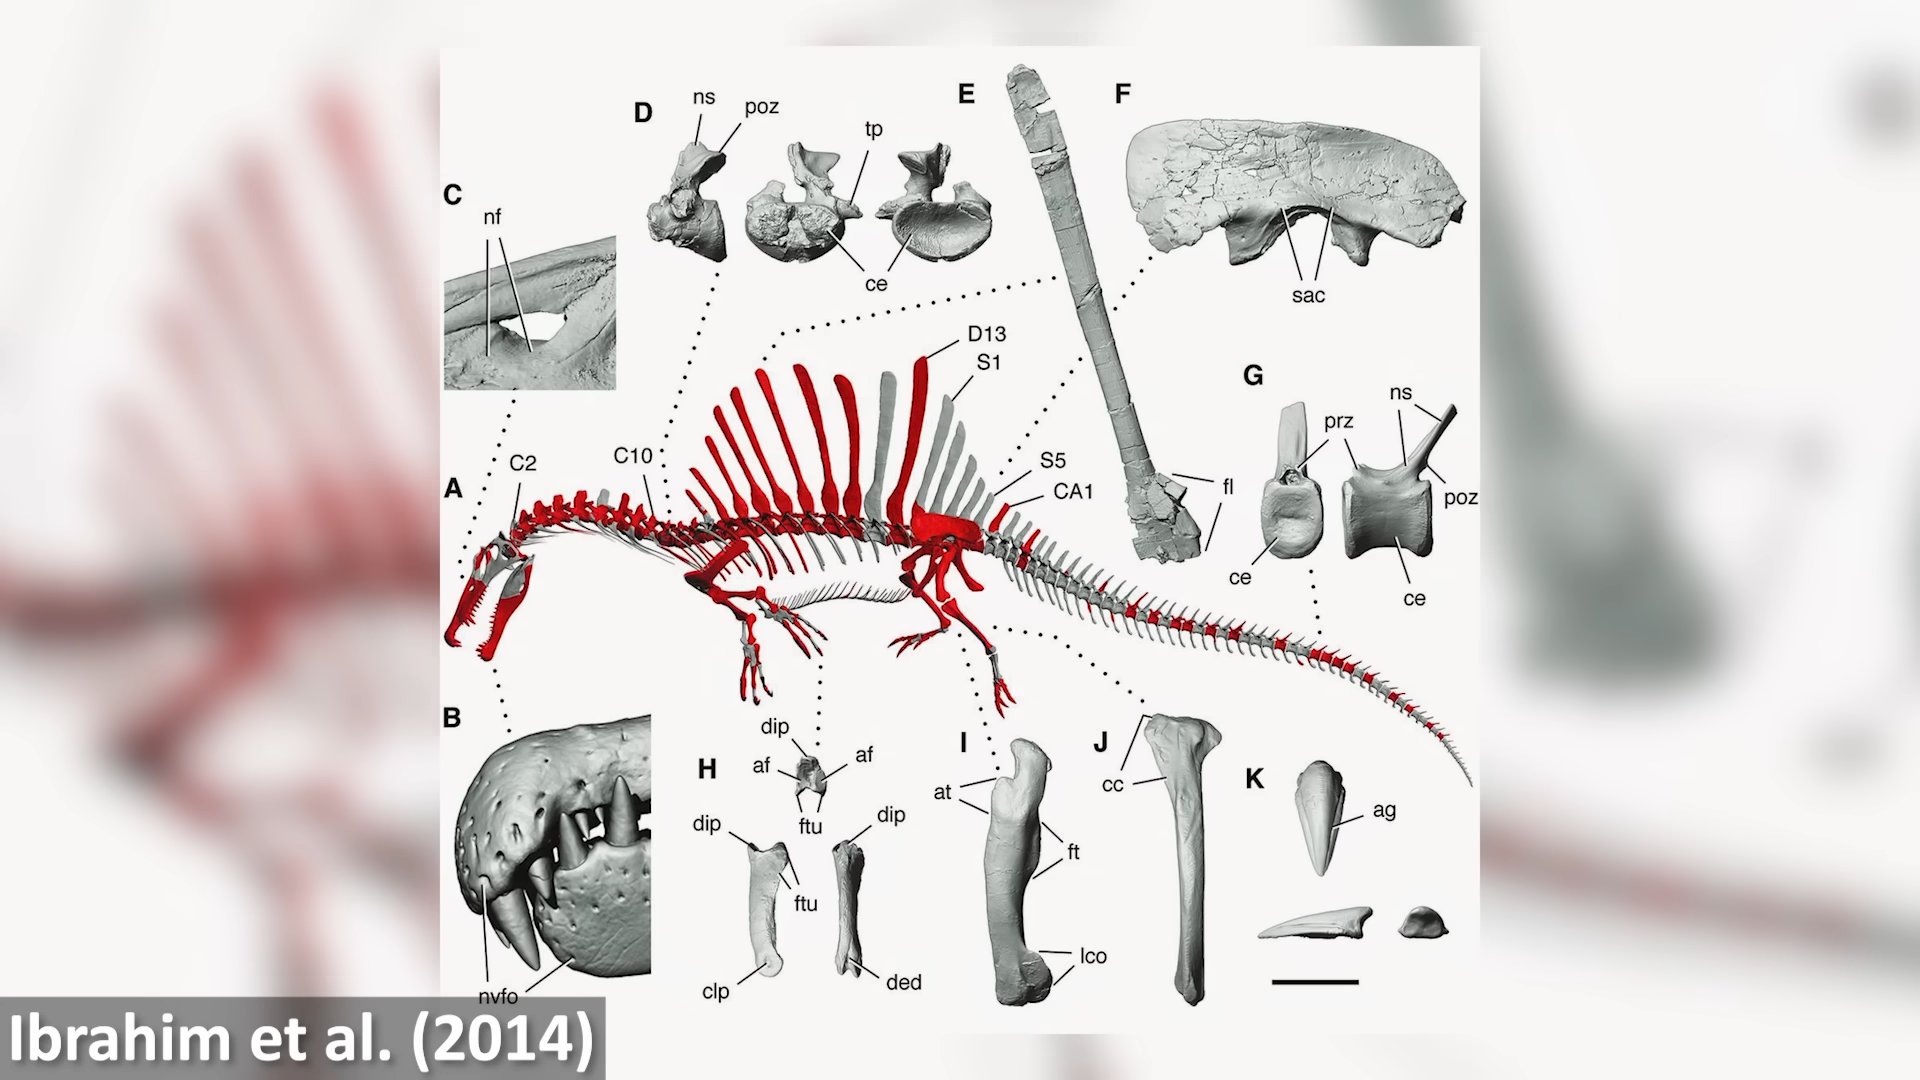 D
ns
poz
tp
ce
E
F
sac
C
nf
D13
S1
G
ns
prz
poz
ce
ce
C2
C10
S5
CA1
fl
A
B
nvfo
H
dip
af
af
ftu
dip
dip
ftu
clp
ded
I
at
ft
lco
J
cc
K
ag
Ibrahim et al. (2014)